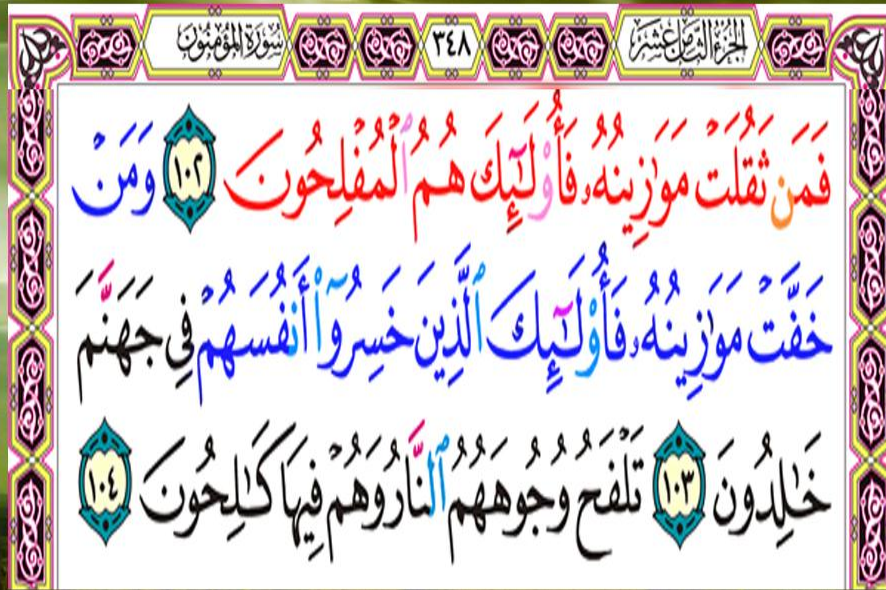 الجزء الثامن عشر ٣٤٨ سورة المؤمنون
فَمَن ثَقُلَتْ مَوَٰزِينُهُۥ فَأُوْلَـٰٓئِكَ هُمُ ٱلْمُفْلِحُونَ ١٠٢ وَمَنْ
خَفَّتْ مَوَٰزِينُهُۥ فَأُوْلَـٰٓئِكَ ٱلَّذِينَ خَسِرُوٓاْ أَنفُسَهُمْ فِى جَهَنَّمَ
خَـٰلِدُونَ ١٠٣ تَلْفَحُ وُجُوهَهُمُ ٱلنَّارُ وَهُمْ فِيهَا كَـٰلِحُونَ ١٠٤